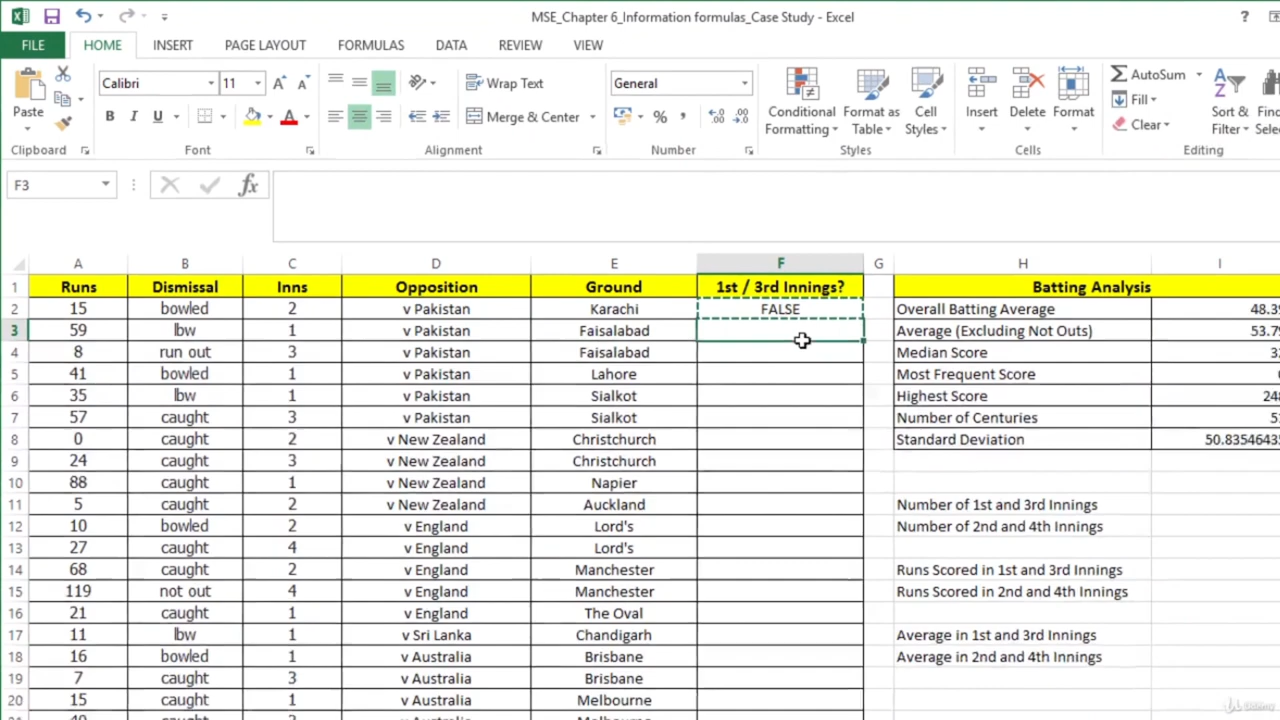 MSE_Chapter 6_Information formulas_Case Study - Excel
?
FILE HOME INSERT PAGE LAYOUT FORMULAS DATA REVIEW VIEW
Paste
Calibri 11
B I U
Wrap Text
Merge & Center
General
%
Conditional Formatting
Format as Table
Cell Styles
Insert
Delete
Format
AutoSum
Fill
Clear
Sort & Filter
Clipboard Font Alignment Number Styles Cells Editing
F3 fx
A B C D E F G H I
1 Runs Dismissal Inns Opposition Ground 1st / 3rd Innings? Batting Analysis
2 15 bowled 2 v Pakistan Karachi FALSE Overall Batting Average 48.39
3 59 lbw 1 v Pakistan Faisalabad Average (Excluding Not Outs) 53.79
4 8 run out 3 v Pakistan Faisalabad Median Score
5 41 bowled 1 v Pakistan Lahore Most Frequent Score
6 35 lbw 1 v Pakistan Sialkot Highest Score 248
7 57 caught 3 v Pakistan Sialkot Number of Centuries
8 0 caught 2 v New Zealand Christchurch Standard Deviation 50.83546435
9 24 caught 3 v New Zealand Christchurch
10 88 caught 1 v New Zealand Napier
11 5 caught 2 v New Zealand Auckland Number of 1st and 3rd Innings
12 10 bowled 2 v England Lord's Number of 2nd and 4th Innings
13 27 caught 4 v England Lord's
14 68 caught 2 v England Manchester Runs Scored in 1st and 3rd Innings
15 119 not out 4 v England Manchester Runs Scored in 2nd and 4th Innings
16 21 caught 1 v England The Oval
17 11 lbw 1 v Sri Lanka Chandigarh Average in 1st and 3rd Innings
18 16 bowled 1 v Australia Brisbane Average in 2nd and 4th Innings
19 7 caught 3 v Australia Brisbane
20 15 caught 1 v Australia Melbourne
Udemy